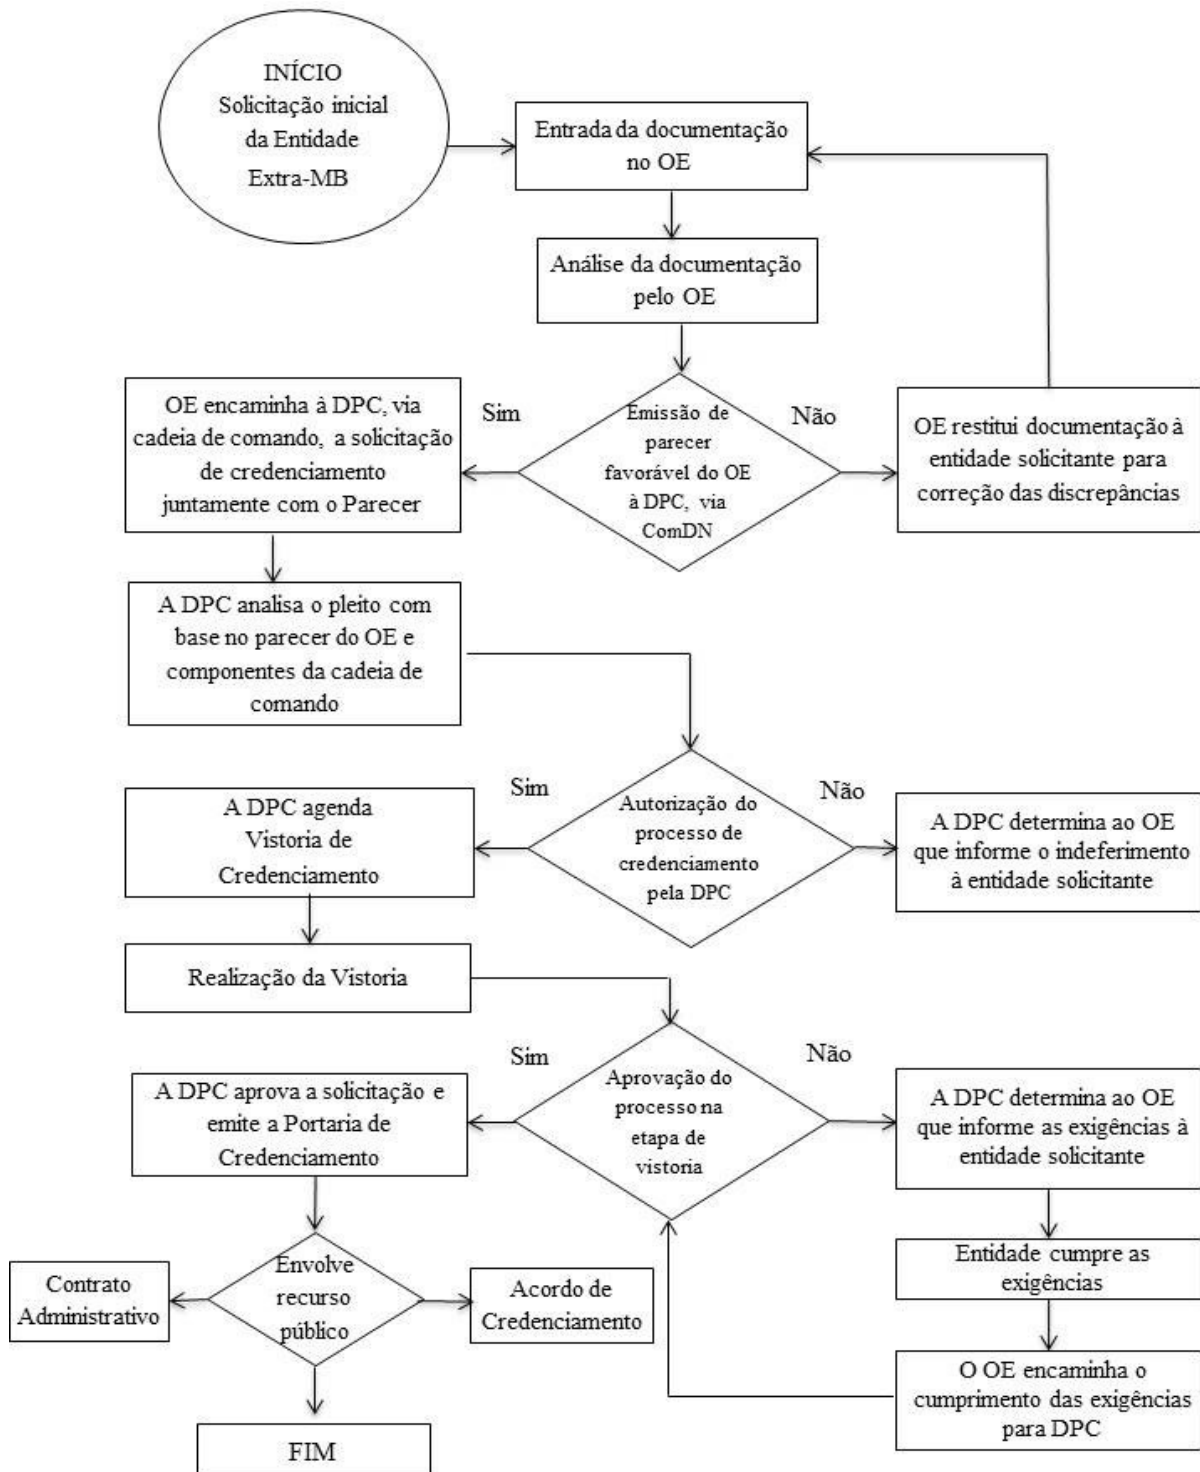 INÍCIO
Solicitação inicial
da Entidade
Extra-MB
Entrada da documentação
no OE
Análise da documentação
pelo OE
OE encaminha à DPC, via
cadeia de comando, a solicitação
de credenciamento
juntamente com o Parecer
Sim
Emissão de
parecer
favorável do OE
à DPC, via
ComDN
Não
OE restitui documentação à
entidade solicitante para
correção das discrepâncias
A DPC analisa o pleito com
base no parecer do OE e
componentes da cadeia de
comando
A DPC agenda
Vistoria de
Credenciamento
Sim
Autorização do
processo de
credenciamento
pela DPC
Não
A DPC determina ao OE
que informe o indeferimento
à entidade solicitante
Realização da Vistoria
A DPC aprova a solicitação e
emite a Portaria de
Credenciamento
Sim
Aprovação do
processo na
etapa de
vistoria
Não
A DPC determina ao OE
que informe as exigências à
entidade solicitante
Entidade cumpre as
exigências
Contrato
Administrativo
Envolve
recurso
público
Acordo de
Credenciamento
O OE encaminha o
cumprimento das exigências
para DPC
FIM